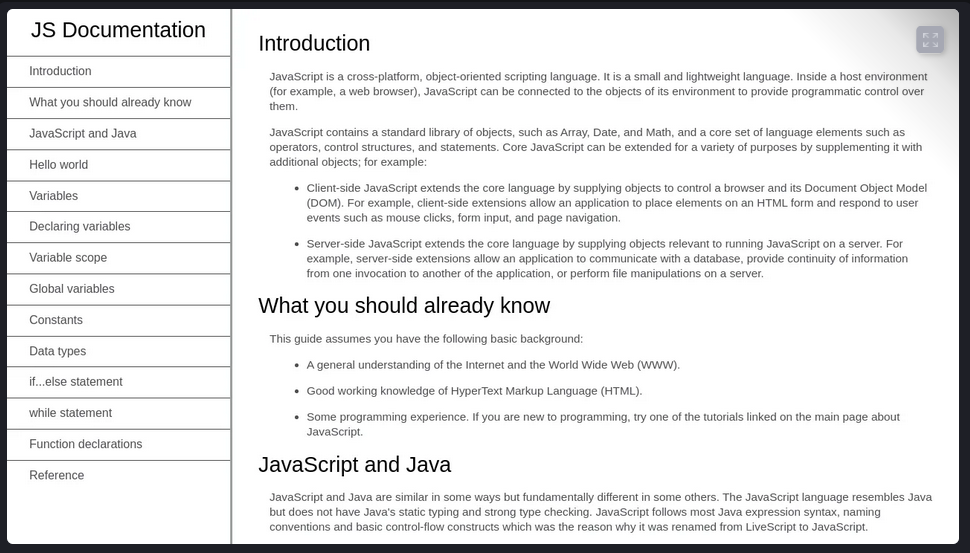 JS Documentation
Introduction
What you should already know
JavaScript and Java
Hello world
Variables
Declaring variables
Variable scope
Global variables
Constants
Data types
if...else statement
while statement
Function declarations
Reference
Introduction
JavaScript is a cross-platform, object-oriented scripting language. It is a small and lightweight language. Inside a host environment
(for example, a web browser), JavaScript can be connected to the objects of its environment to provide programmatic control over
them.
JavaScript contains a standard library of objects, such as Array, Date, and Math, and a core set of language elements such as
operators, control structures, and statements. Core JavaScript can be extended for a variety of purposes by supplementing it with
additional objects; for example:
• Client-side JavaScript extends the core language by supplying objects to control a browser and its Document Object Model
(DOM). For example, client-side extensions allow an application to place elements on an HTML form and respond to user
events such as mouse clicks, form input, and page navigation.
• Server-side JavaScript extends the core language by supplying objects relevant to running JavaScript on a server. For
example, server-side extensions allow an application to communicate with a database, provide continuity of information
from one invocation to another of the application, or perform file manipulations on a server.
What you should already know
This guide assumes you have the following basic background:
• A general understanding of the Internet and the World Wide Web (WWW).
• Good working knowledge of HyperText Markup Language (HTML).
• Some programming experience. If you are new to programming, try one of the tutorials linked on the main page about
JavaScript.
JavaScript and Java
JavaScript and Java are similar in some ways but fundamentally different in some others. The JavaScript language resembles Java
but does not have Java's static typing and strong type checking. JavaScript follows most Java expression syntax, naming
conventions and basic control-flow constructs which was the reason why it was renamed from LiveScript to JavaScript.